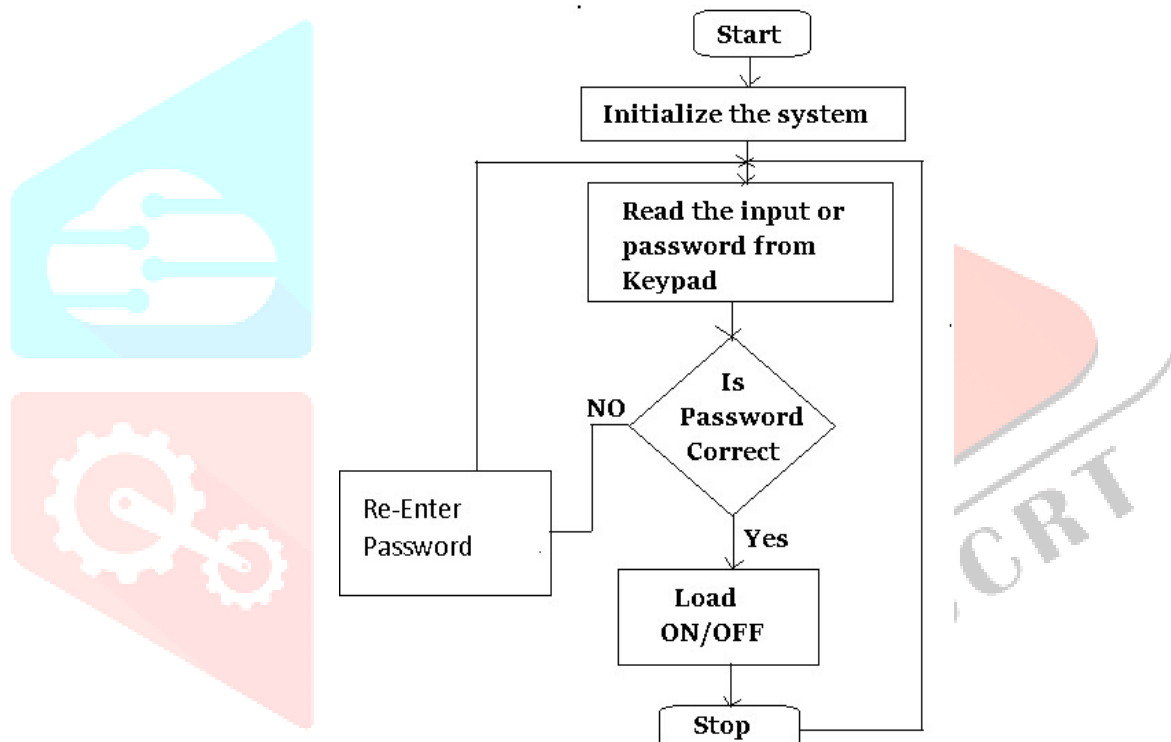 Start
Initialize the system
Read the input or
password from
Keypad
Is
Password
Correct
NO
Re-Enter
Password
Yes
Load
ON/OFF
Stop
CRT